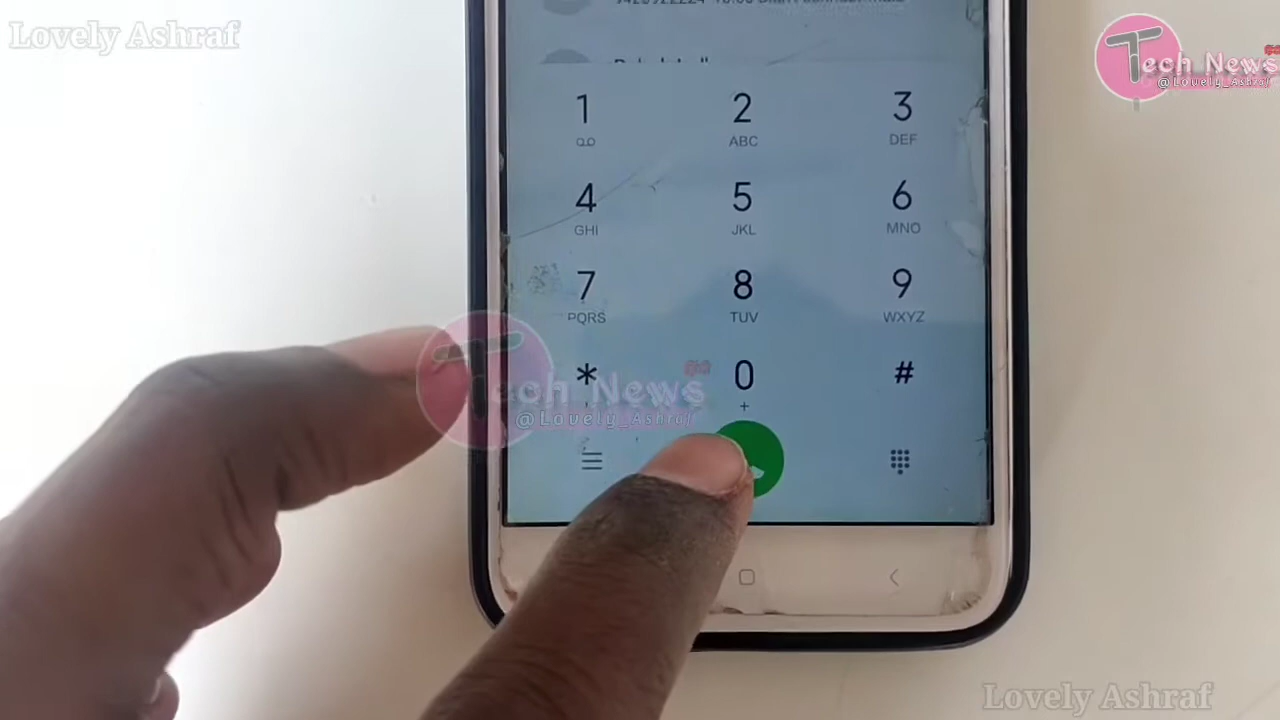 Lovely Ashraf
Tech News
@Lovely_Ashraf
1
2
ABC
3
DEF
4
GHI
5
JKL
6
MNO
7
PQRS
8
TUV
9
WXYZ
*
0
+
#
Tech News
@Lovely_Ashraf
Lovely Ashraf